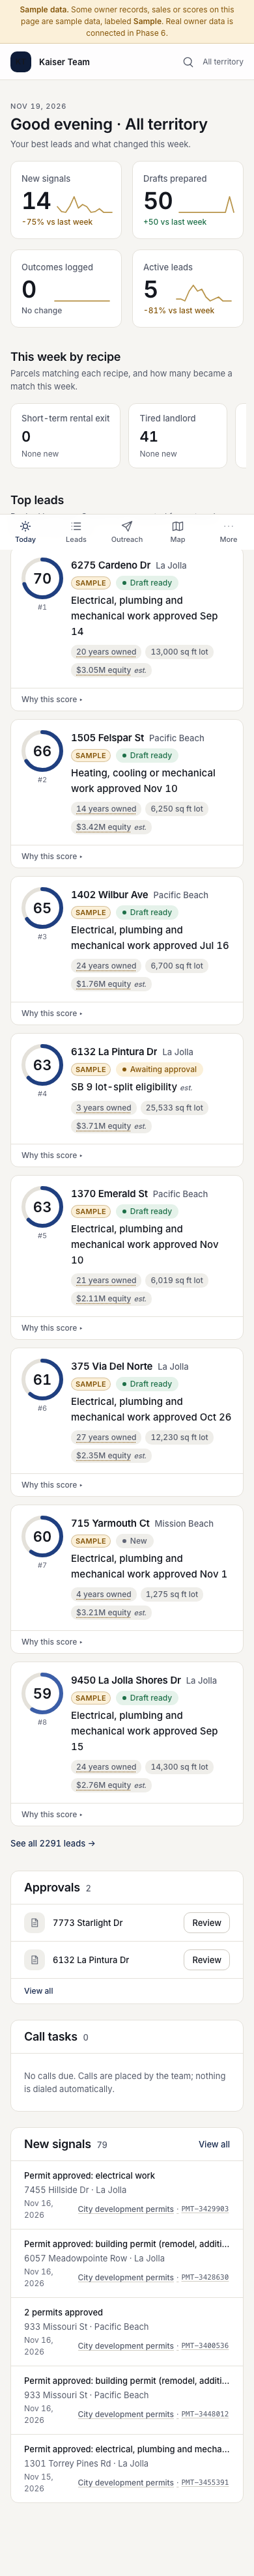 Sample data. Some owner records, sales or scores on this
page are sample data, labeled Sample. Real owner data is
connected in Phase 6.
Kaiser Team
All territory
NOV 19, 2026
Good evening · All territory
Your best leads and what changed this week.
New signals
14
-75% vs last week
Drafts prepared
50
+50 vs last week
Outcomes logged
0
No change
Active leads
5
-81% vs last week
This week by recipe
Parcels matching each recipe, and how many became a
match this week.
Short-term rental exit
0
None new
Tired landlord
41
None new
Top leads
Today
Leads
Outreach
Map
More
70
#1
6275 Cardeno Dr La Jolla
SAMPLE Draft ready
Electrical, plumbing and
mechanical work approved Sep
14
20 years owned 13,000 sq ft lot
$3.05M equity est.
Why this score
66
#2
1505 Felspar St Pacific Beach
SAMPLE Draft ready
Heating, cooling or mechanical
work approved Nov 10
14 years owned 6,250 sq ft lot
$3.42M equity est.
Why this score
65
#3
1402 Wilbur Ave Pacific Beach
SAMPLE Draft ready
Electrical, plumbing and
mechanical work approved Jul 16
24 years owned 6,700 sq ft lot
$1.76M equity est.
Why this score
63
#4
6132 La Pintura Dr La Jolla
SAMPLE Awaiting approval
SB 9 lot-split eligibility est.
3 years owned 25,533 sq ft lot
$3.71M equity est.
Why this score
63
#5
1370 Emerald St Pacific Beach
SAMPLE Draft ready
Electrical, plumbing and
mechanical work approved Nov
10
21 years owned 6,019 sq ft lot
$2.11M equity est.
Why this score
61
#6
375 Via Del Norte La Jolla
SAMPLE Draft ready
Electrical, plumbing and
mechanical work approved Oct 26
27 years owned 12,230 sq ft lot
$2.35M equity est.
Why this score
60
#7
715 Yarmouth Ct Mission Beach
SAMPLE New
Electrical, plumbing and
mechanical work approved Nov 1
4 years owned 1,275 sq ft lot
$3.21M equity est.
Why this score
59
#8
9450 La Jolla Shores Dr La Jolla
SAMPLE Draft ready
Electrical, plumbing and
mechanical work approved Sep
15
24 years owned 14,300 sq ft lot
$2.76M equity est.
Why this score
See all 2291 leads →
Approvals 2
7773 Starlight Dr
Review
6132 La Pintura Dr
Review
View all
Call tasks 0
No calls due. Calls are placed by the team; nothing
is dialed automatically.
New signals 79
View all
Permit approved: electrical work
7455 Hillside Dr · La Jolla
Nov 16,
2026
City development permits · PMT-3429903
Permit approved: building permit (remodel, additi...
6057 Meadowpointe Row · La Jolla
Nov 16,
2026
City development permits · PMT-3428630
2 permits approved
933 Missouri St · Pacific Beach
Nov 16,
2026
City development permits · PMT-3400536
Permit approved: building permit (remodel, additi...
933 Missouri St · Pacific Beach
Nov 16,
2026
City development permits · PMT-3448012
Permit approved: electrical, plumbing and mecha...
1301 Torrey Pines Rd · La Jolla
Nov 15,
2026
City development permits · PMT-3455391